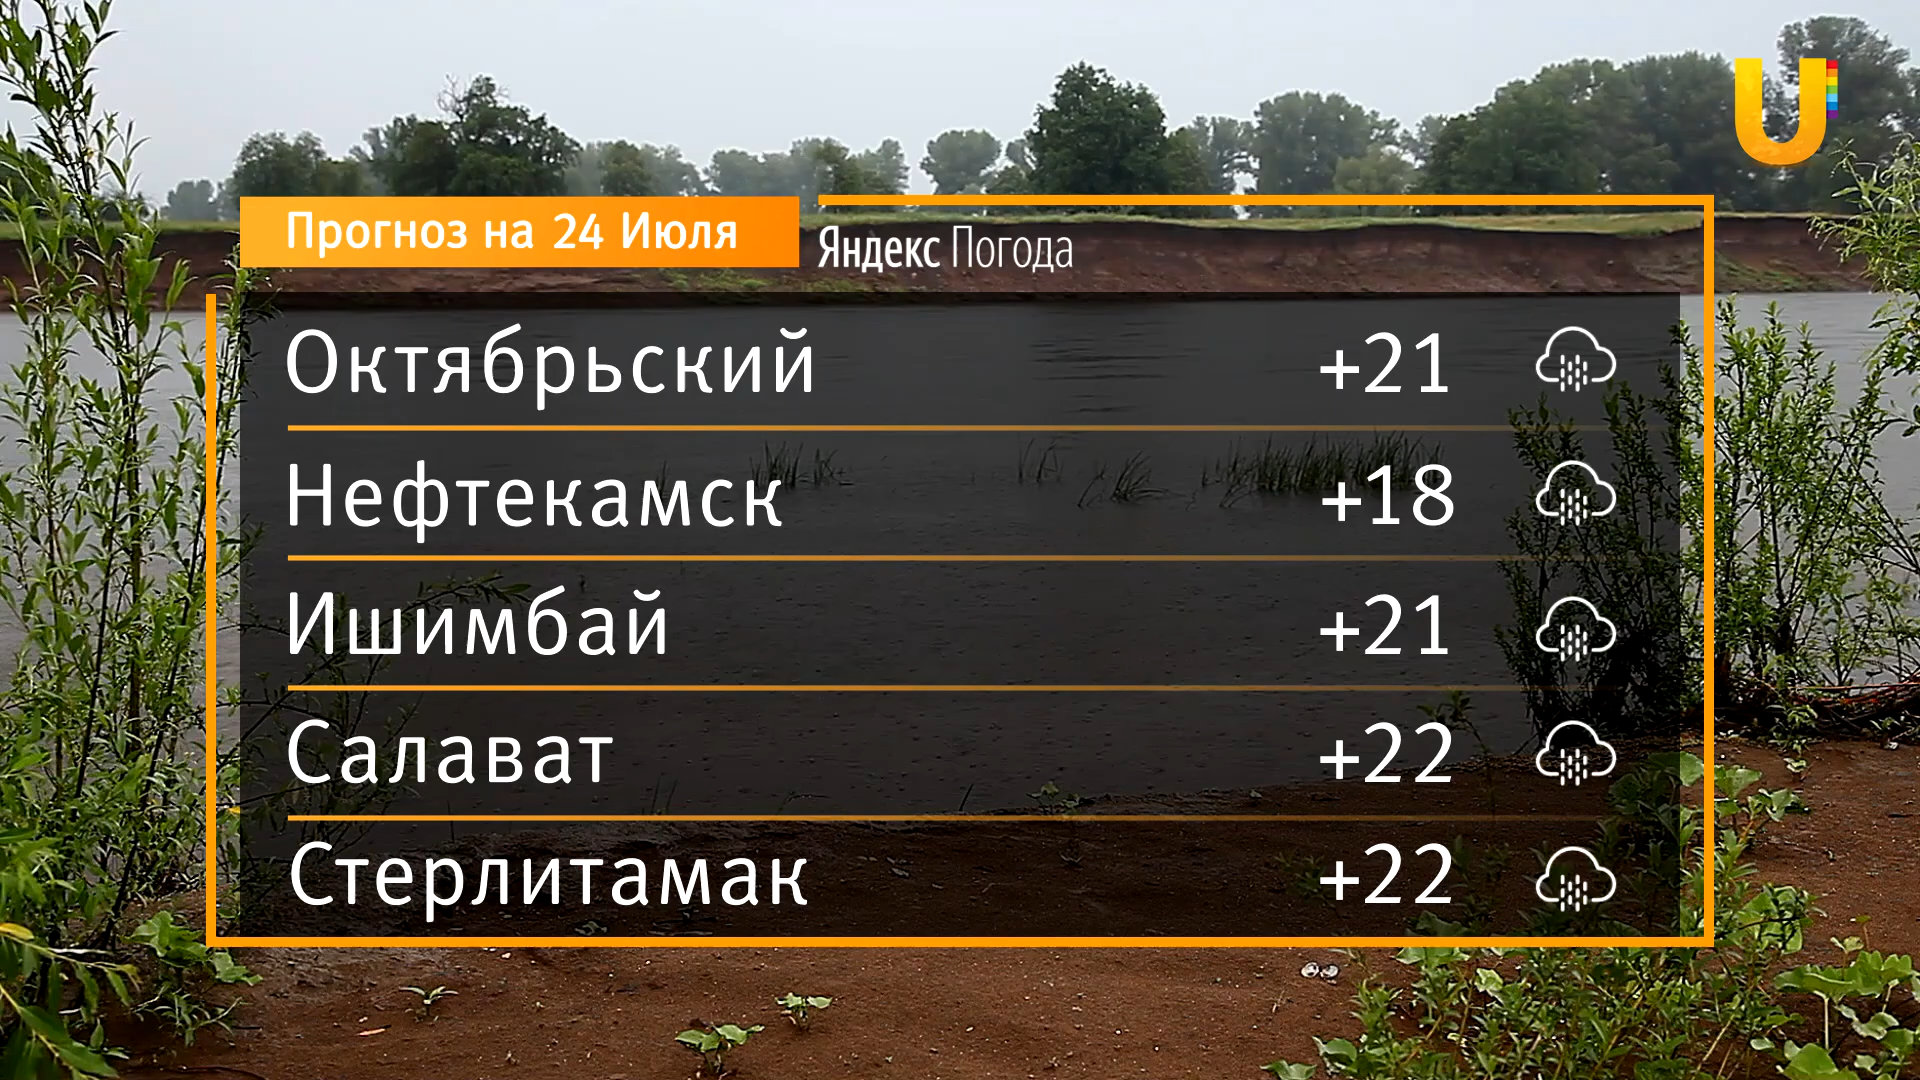 U
Прогноз на 24 Июля
Яндекс Погода
Октябрьский +21
Нефтекамск +18
Ишимбай +21
Салават +22
Стерлитамак +22